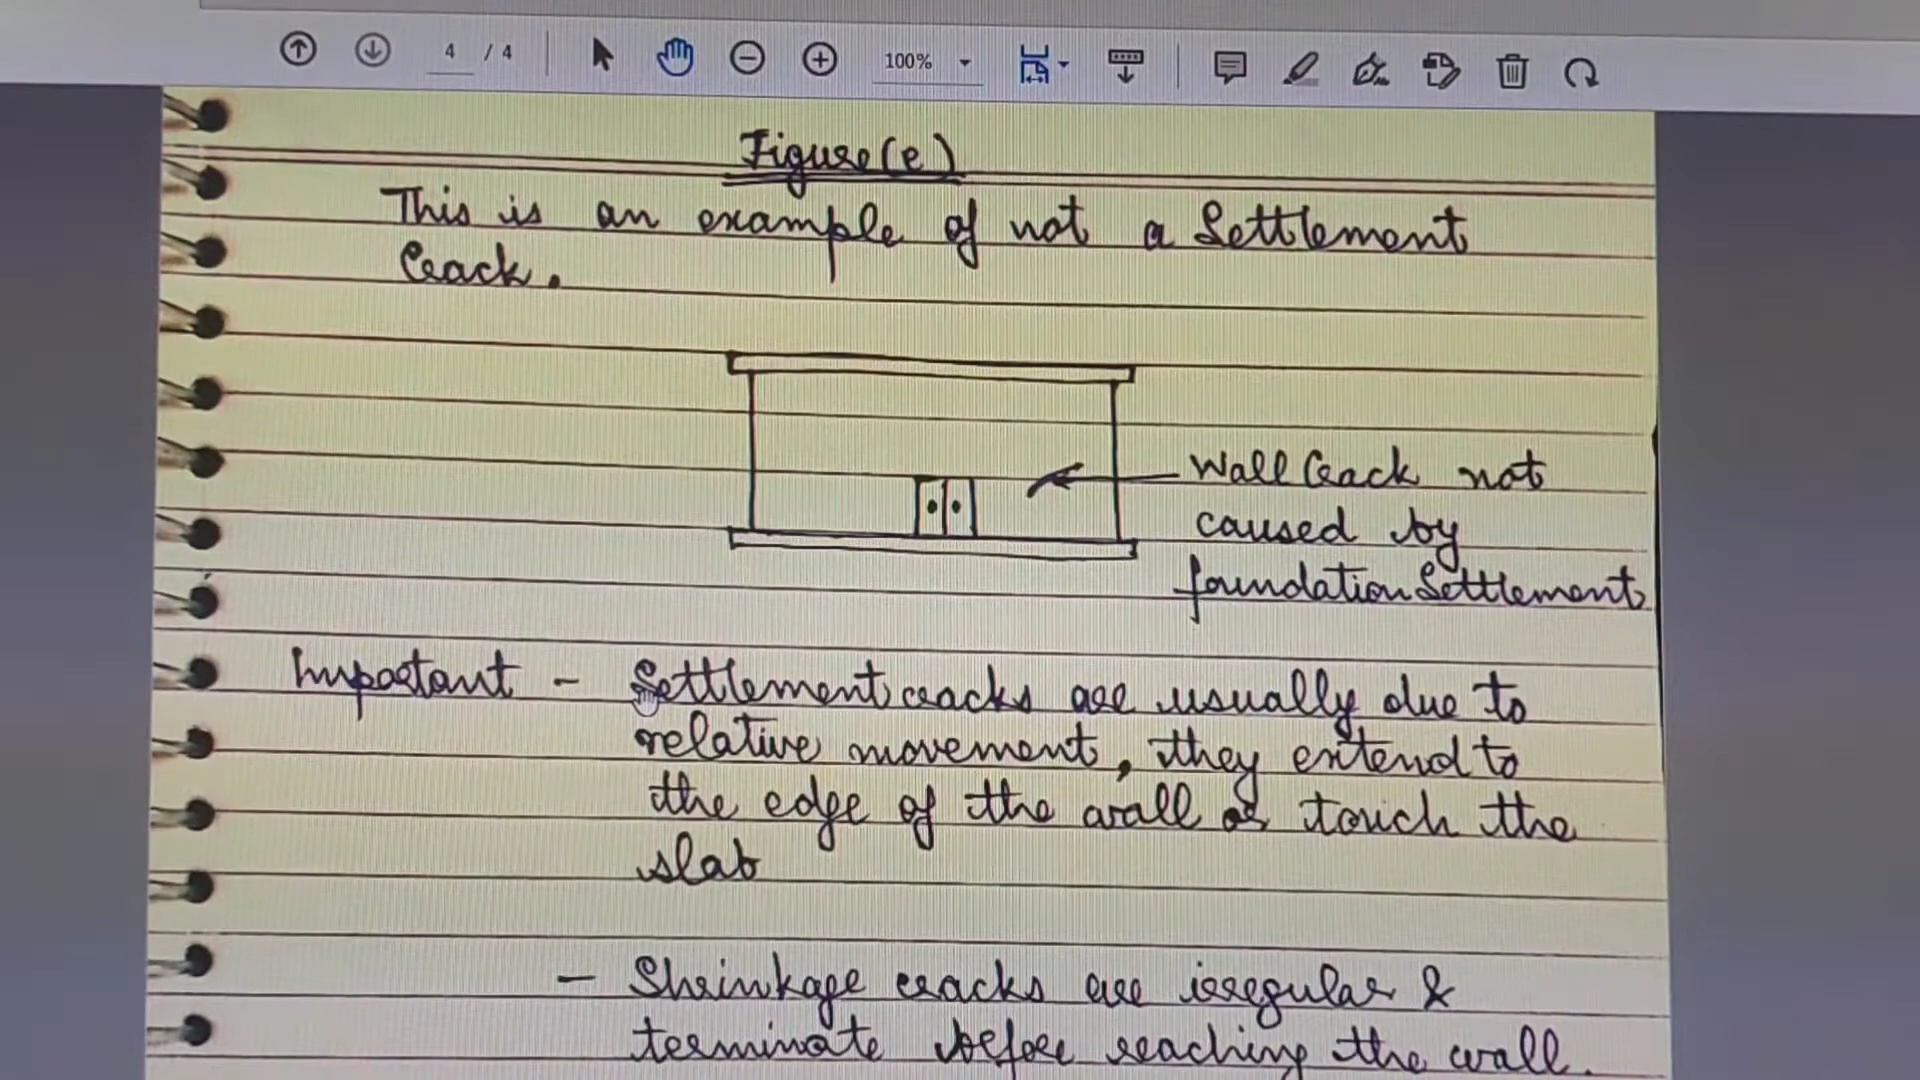 4 / 4
100%
Figure(e)
This is an example of not a Settlement
Crack.
Wall Crack not
caused by
foundation Settlement
Important - Settlement cracks are usually due to
relative movement, they extend to
the edge of the wall or touch the
slab
- Shrinkage cracks are irregular &
terminate before reaching the wall.